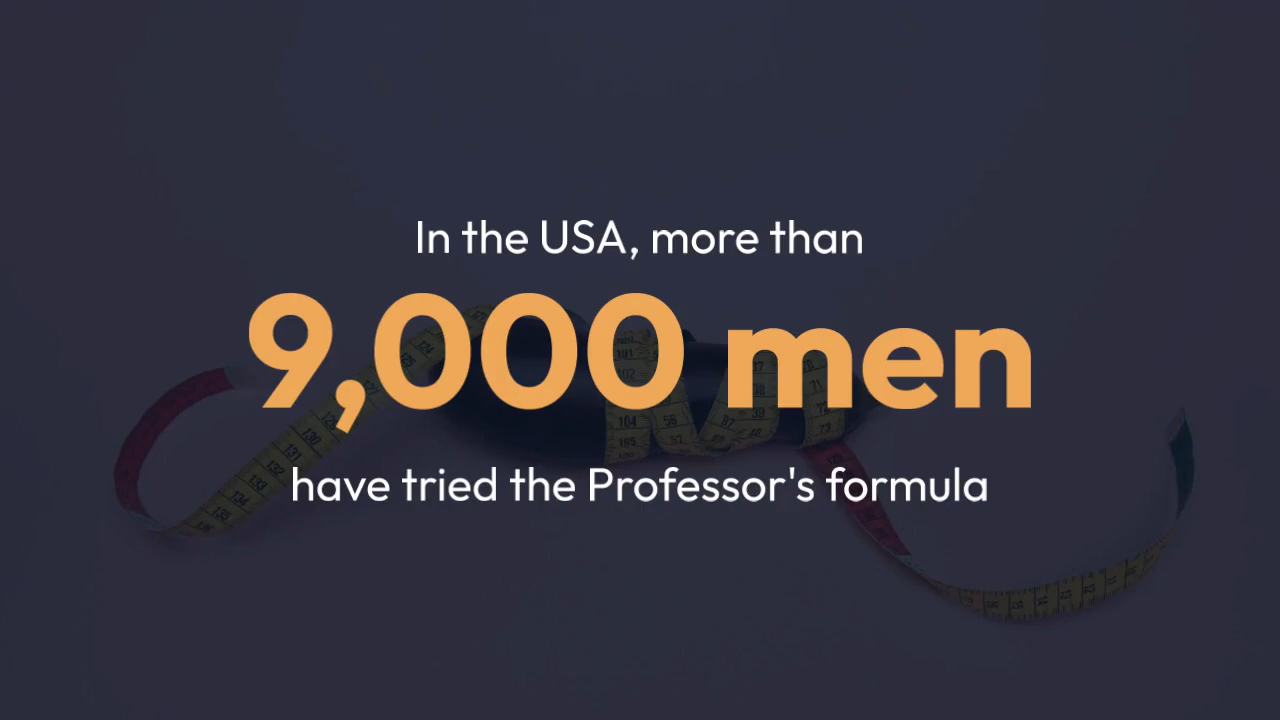 In the USA, more than
9,000 men
have tried the Professor's formula